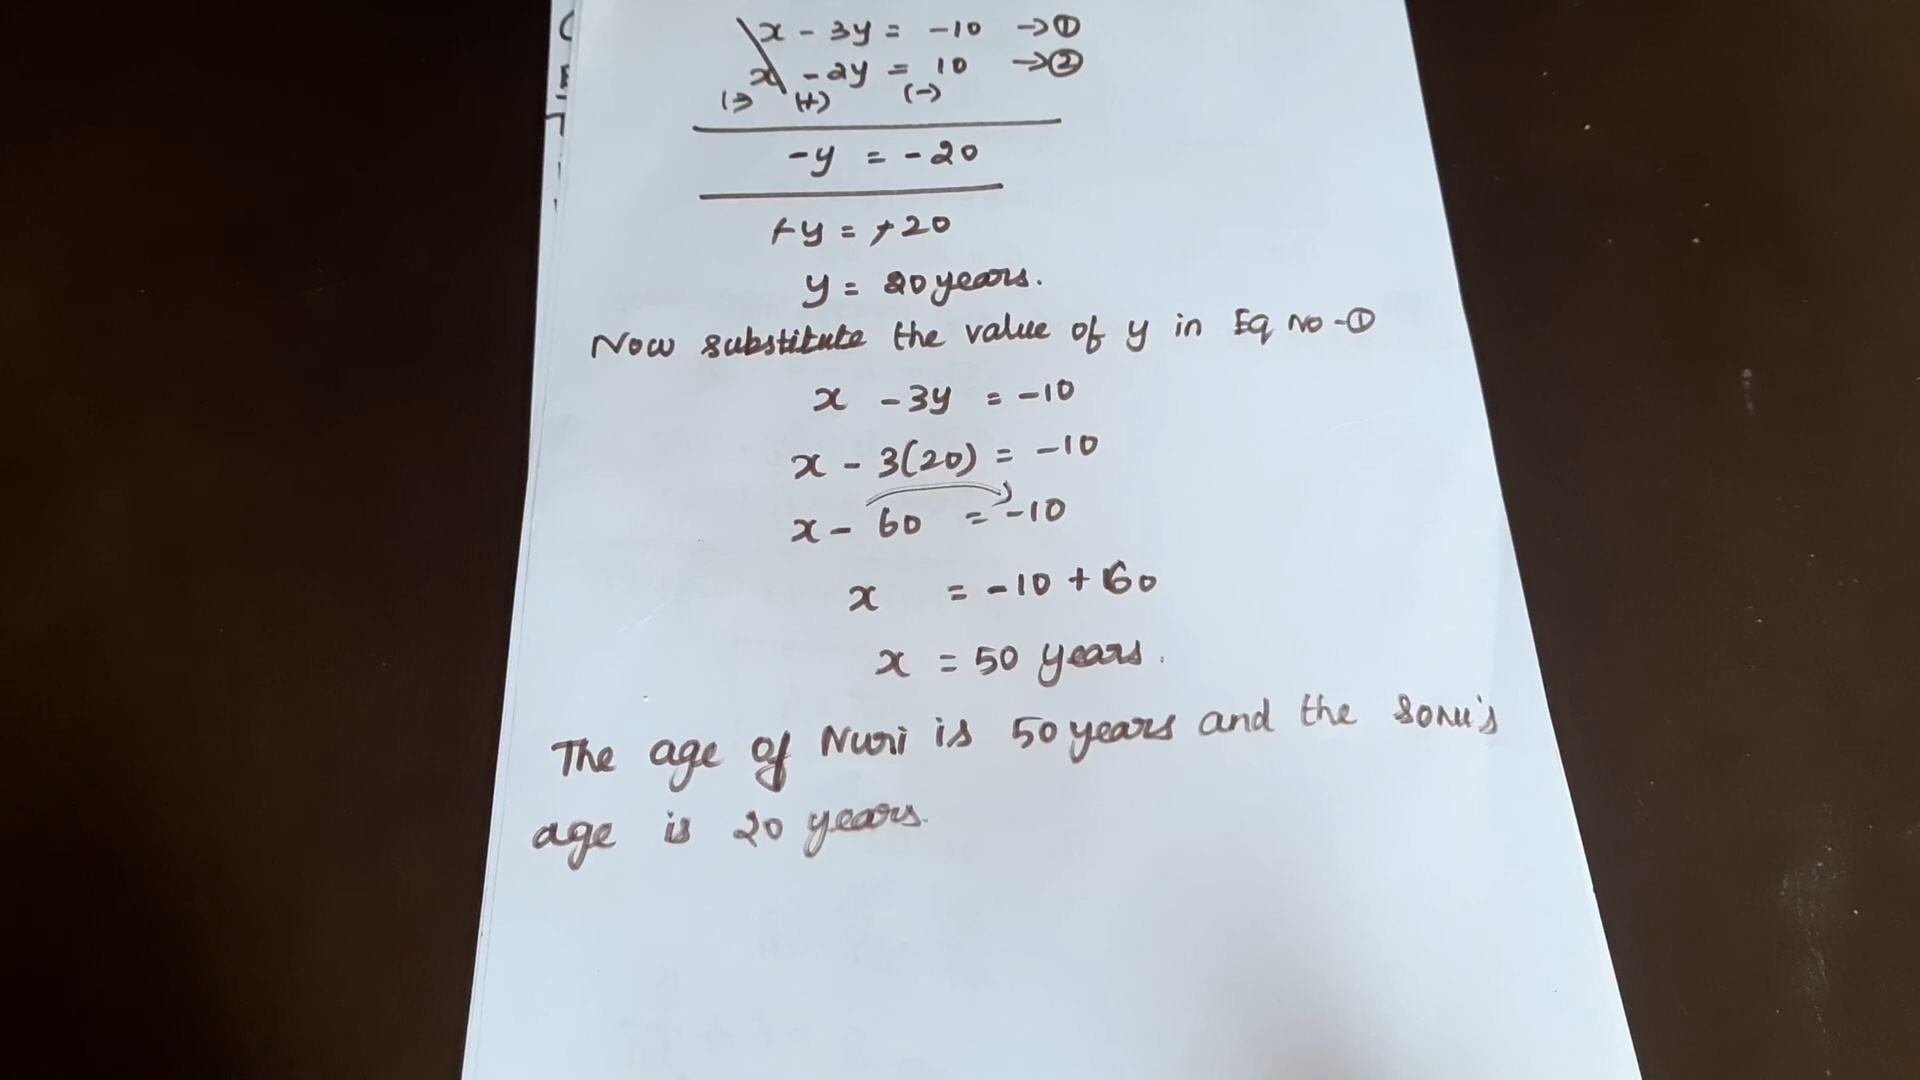 x - 3y = -10 → ①
x - 2y = 10 → ②
(-) (+) (-)
-y = -20
+y = +20
y = 20 years.
Now substitute the value of y in Eq no - ①
x - 3y = -10
x - 3(20) = -10
x - 60 = -10
x = -10 + 60
x = 50 years.
The age of Nuri is 50 years and the Sonu's
age is 20 years.